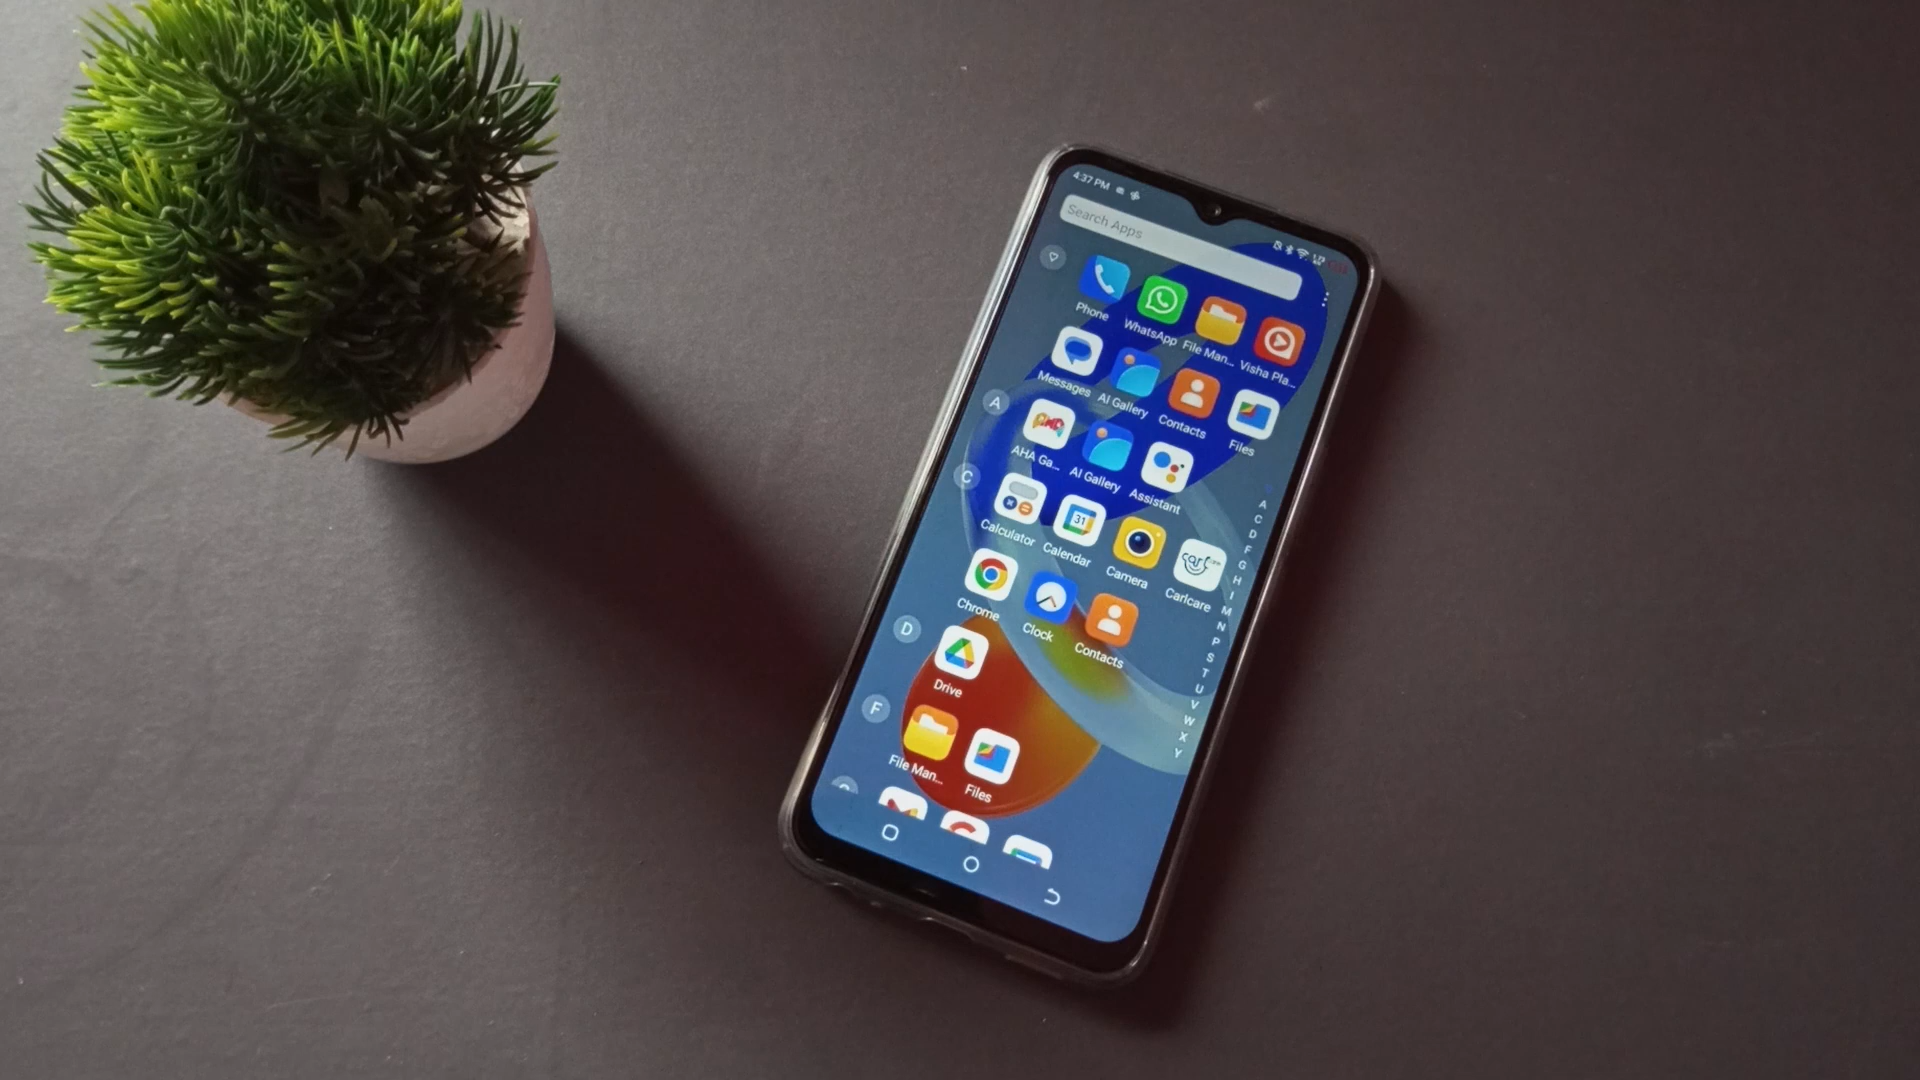 4:37 PM
Search Apps
Phone
WhatsApp
File Man...
Visha Pla...
Messages
AI Gallery
Contacts
Files
A
AHA Ga...
AI Gallery
Assistant
C
Calculator
31
Calendar
Camera
Carlcare
Chrome
Clock
Contacts
D
Drive
F
File Man...
Files
A
C
D
F
G
H
I
M
N
P
S
T
U
V
W
X
Y